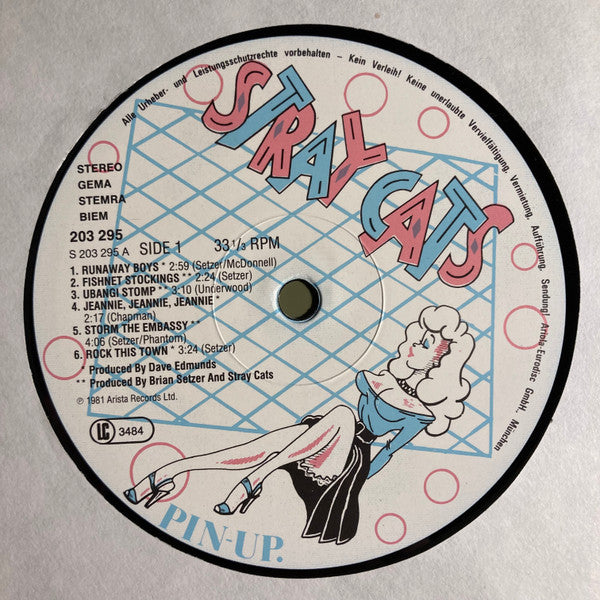 Alle Urheber- und Leistungsschutzrechte vorbehalten – Kein Verleih! Keine unerlaubte Vervielfältigung, Vermietung, Aufführung, Sendung! Ariola-Eurodisc GmbH., München
STRAY CATS
STEREO
GEMA
STEMRA
BIEM
203 295
S 203 295 A SIDE 1 33 1/3 RPM
1. RUNAWAY BOYS * 2:59 (Setzer/McDonnell)
2. FISHNET STOCKINGS ** 2:24 (Setzer)
3. UBANGI STOMP ** 3:10 (Underwood)
4. JEANNIE, JEANNIE, JEANNIE *
2:17 (Chapman)
5. STORM THE EMBASSY **
4:06 (Setzer/Phantom)
6. ROCK THIS TOWN * 3:24 (Setzer)
* Produced By Dave Edmunds
** Produced By Brian Setzer And Stray Cats
℗ 1981 Arista Records Ltd.
LC 3484
PIN-UP.